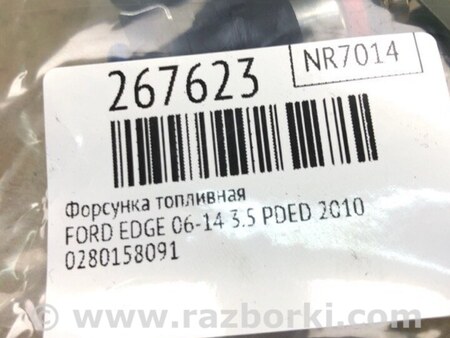 267623
NR7014
Форсунка топливная
FORD EDGE 06-14 3.5 PDED 2010
0280158091
www.razborki.com